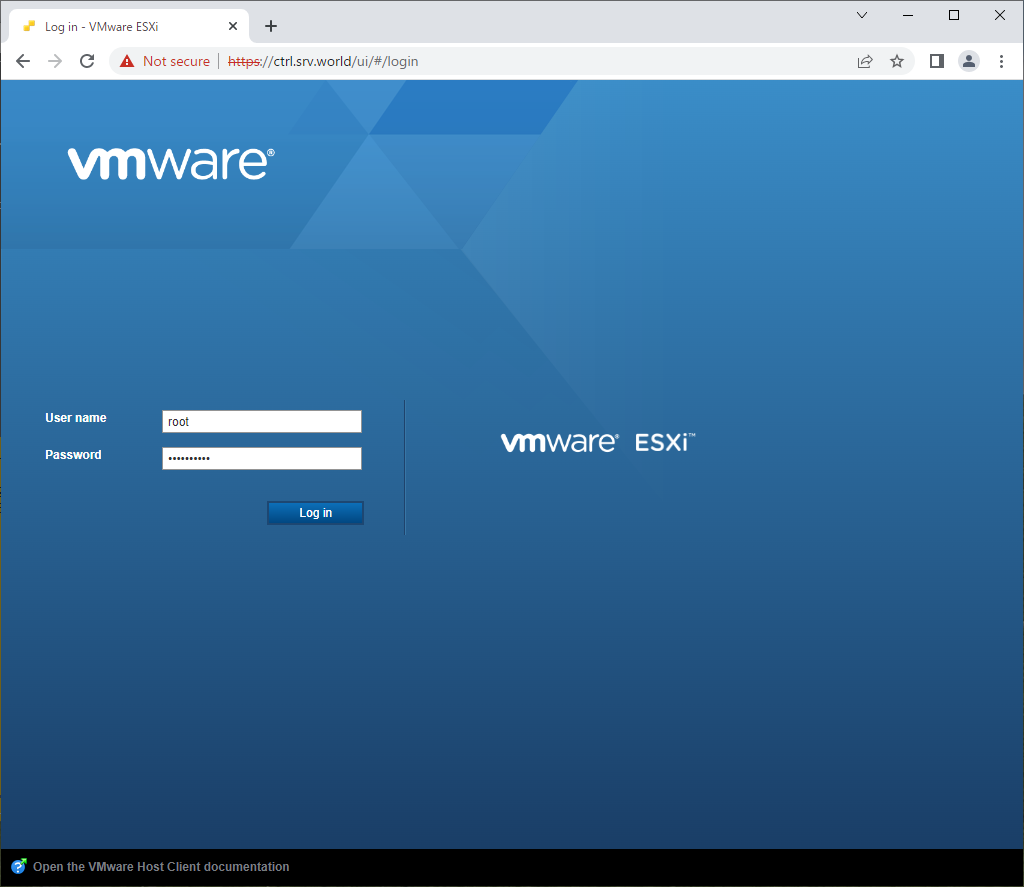 Log in - VMware ESXi
Not secure https://ctrl.srv.world/ui/#/login
vmware®
User name root
Password ••••••••••
Log in
vmware® ESXi™
Open the VMware Host Client documentation